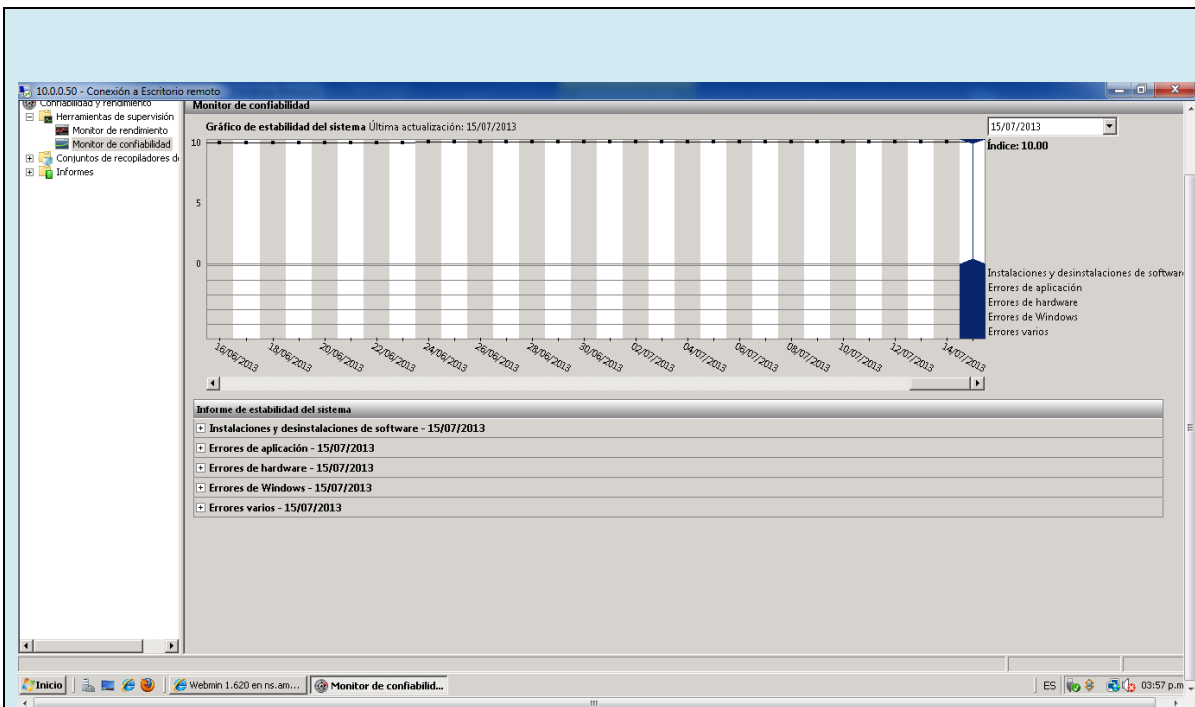 10.0.0.50 - Conexión a Escritorio remoto
Confiabilidad y rendimiento
Herramientas de supervisión
Monitor de rendimiento
Monitor de confiabilidad
Conjuntos de recopiladores d
Informes
Monitor de confiabilidad
Gráfico de estabilidad del sistema Última actualización: 15/07/2013
15/07/2013
Índice: 10.00
10
5
0
Instalaciones y desinstalaciones de softwar
Errores de aplicación
Errores de hardware
Errores de Windows
Errores varios
16/06/2013 18/06/2013 20/06/2013 22/06/2013 24/06/2013 26/06/2013 28/06/2013 30/06/2013 02/07/2013 04/07/2013 06/07/2013 08/07/2013 10/07/2013 12/07/2013 14/07/2013
Informe de estabilidad del sistema
Instalaciones y desinstalaciones de software - 15/07/2013
Errores de aplicación - 15/07/2013
Errores de hardware - 15/07/2013
Errores de Windows - 15/07/2013
Errores varios - 15/07/2013
Inicio
Webmin 1.620 en ns.am...
Monitor de confiabilid...
ES
03:57 p.m